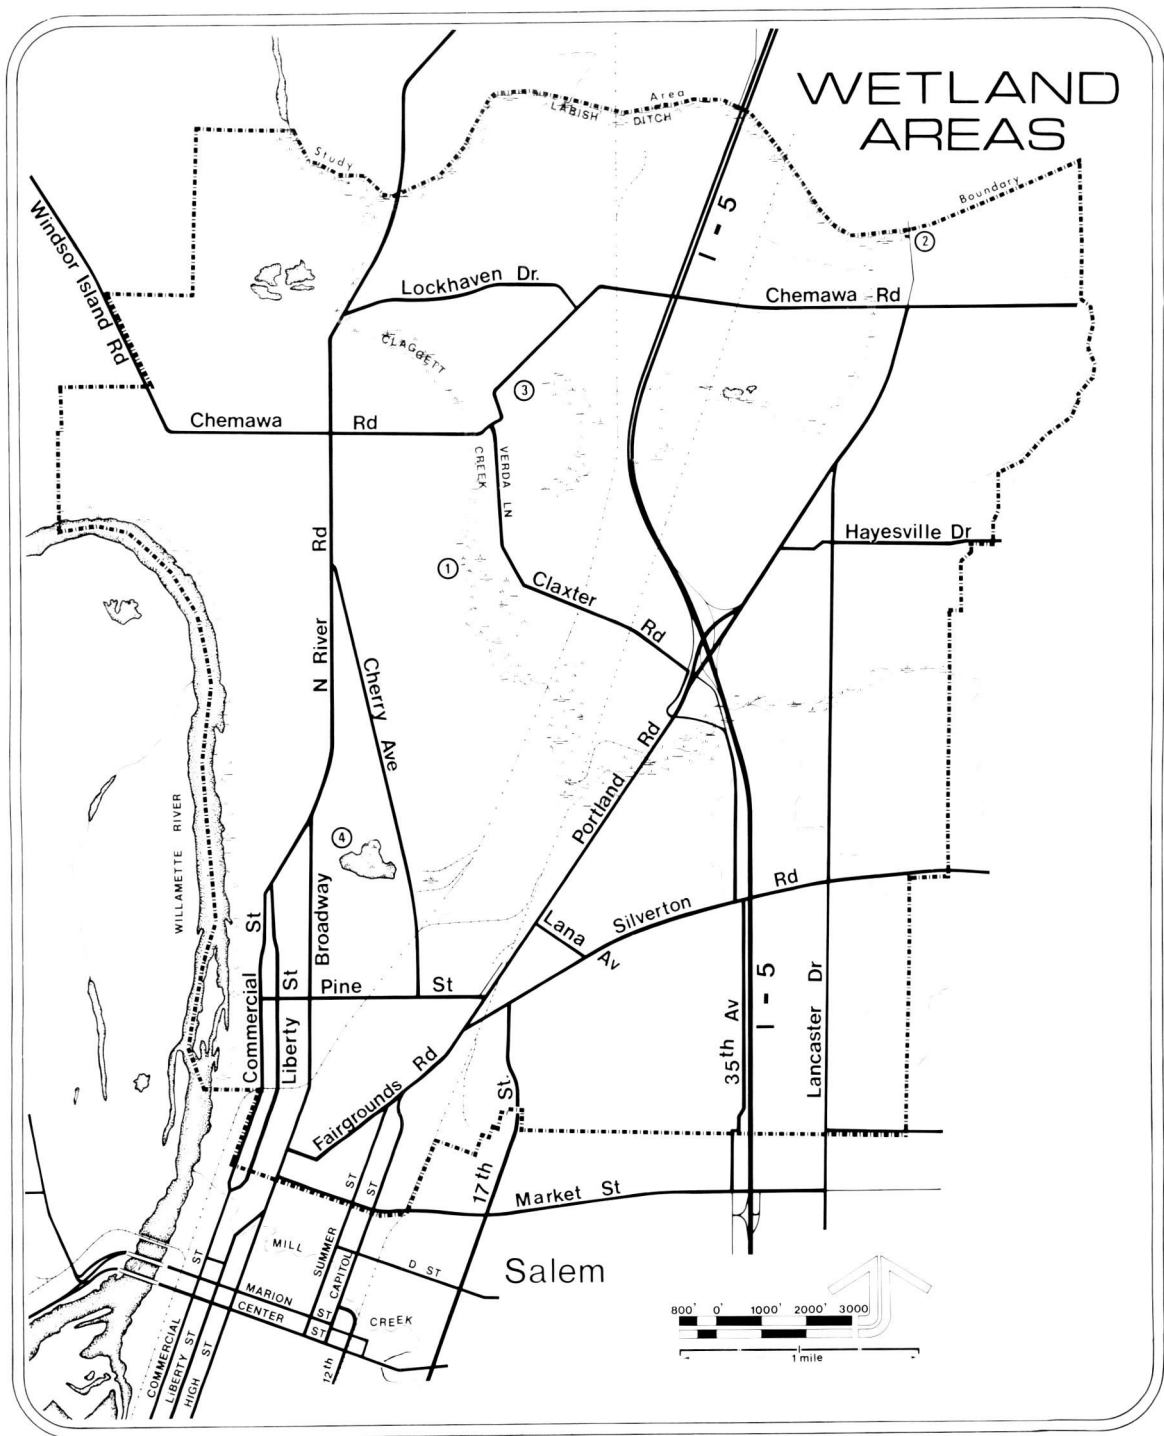 WETLAND
AREAS
Study
Area
LABISH DITCH
Boundary
2
I - 5
Windsor Island Rd
Lockhaven Dr.
Chemawa Rd
CLAGGETT
3
Chemawa Rd
CREEK
VERDA LN
Hayesville Dr
1
Claxter Rd
N River Rd
Cherry Ave
Portland Rd
WILLAMETTE RIVER
4
Silverton Rd
Lana Av
Commercial St
Liberty St
Broadway
Pine St
35th Av
I - 5
Lancaster Dr
Fairgrounds Rd
17th St.
Market St
MILL
SUMMER ST
CAPITOL ST
D ST
Salem
MARION ST
CENTER ST
CREEK
COMMERCIAL ST
LIBERTY ST
HIGH ST
12th
800' 0' 1000' 2000' 3000
1 mile